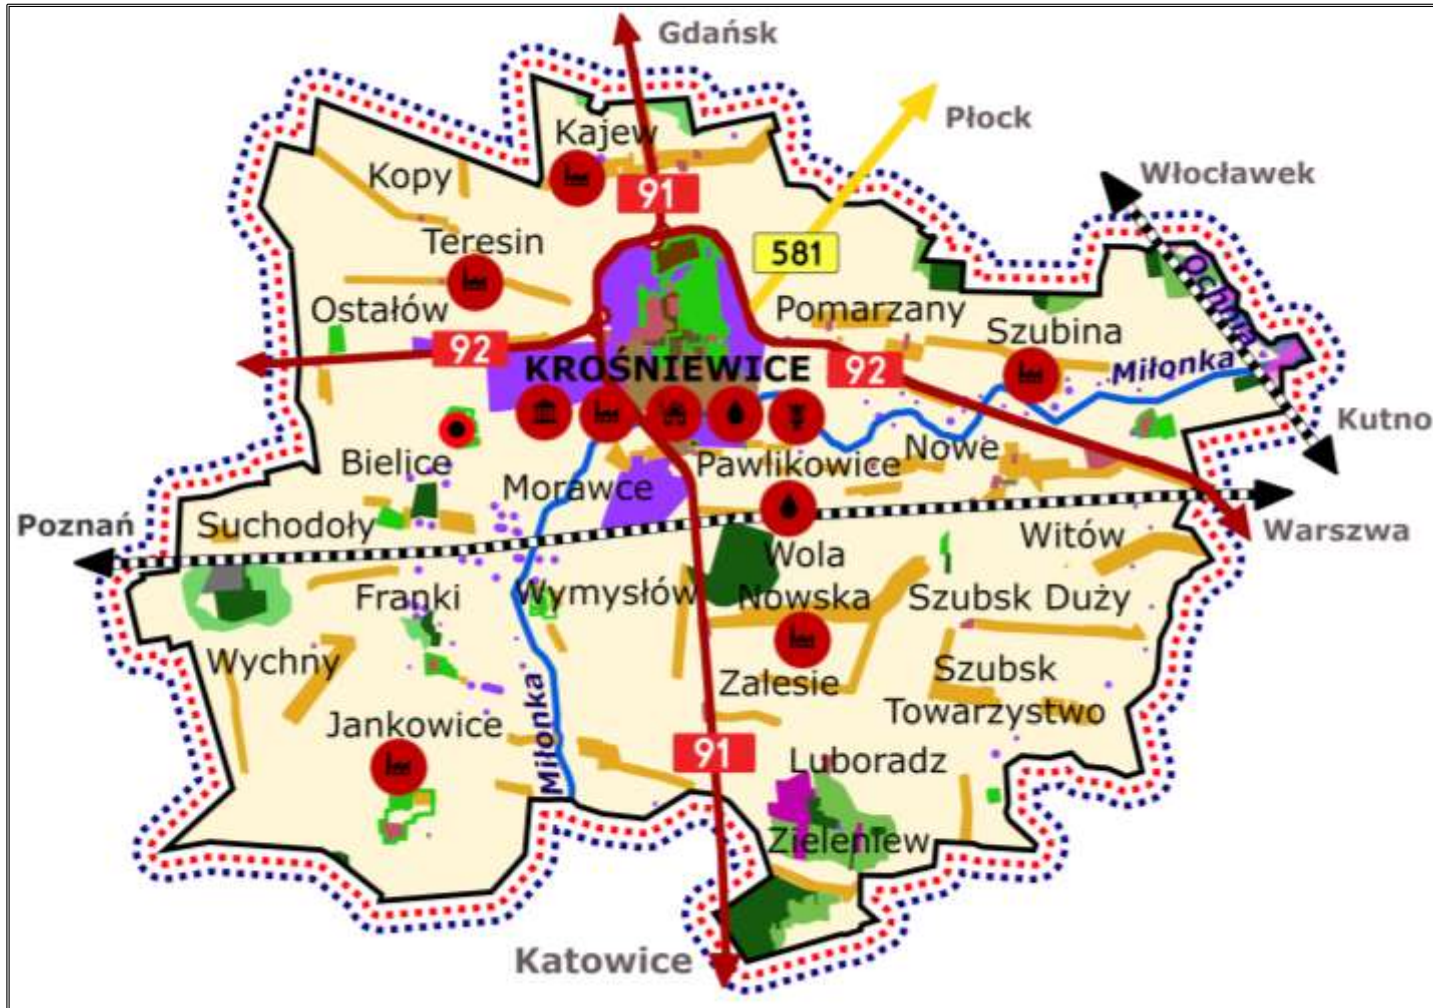 Gdańsk
Płock
Kajew
Włocławek
Kopy
91
Teresin
581
Ochnia
Ostałów
Pomarzany
Szubina
92
KROŚNIEWICE
92
Miłonka
Kutno
Bielice
Morawce
Pawlikowice
Nowe
Poznań
Suchodoły
Witów
Warszwa
Wola
Nowska
Franki
Wymysłów
Szubsk Duży
Wychny
Zalesie
Szubsk
Towarzystwo
Jankowice
Miłonka
91
Luboradz
Zieleniew
Katowice